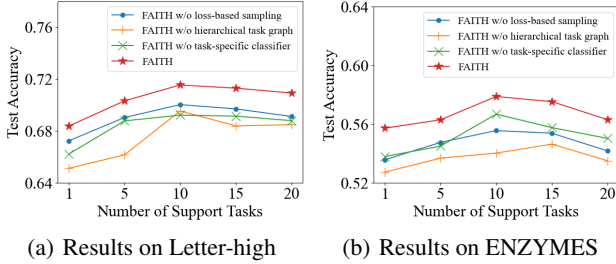 FAITH w/o loss-based sampling
FAITH w/o hierarchical task graph
FAITH w/o task-specific classifier
FAITH
Test Accuracy
0.76
0.72
0.68
0.64
1 5 10 15 20
Number of Support Tasks
(a) Results on Letter-high
FAITH w/o loss-based sampling
FAITH w/o hierarchical task graph
FAITH w/o task-specific classifier
FAITH
Test Accuracy
0.64
0.60
0.56
0.52
1 5 10 15 20
Number of Support Tasks
(b) Results on ENZYMES